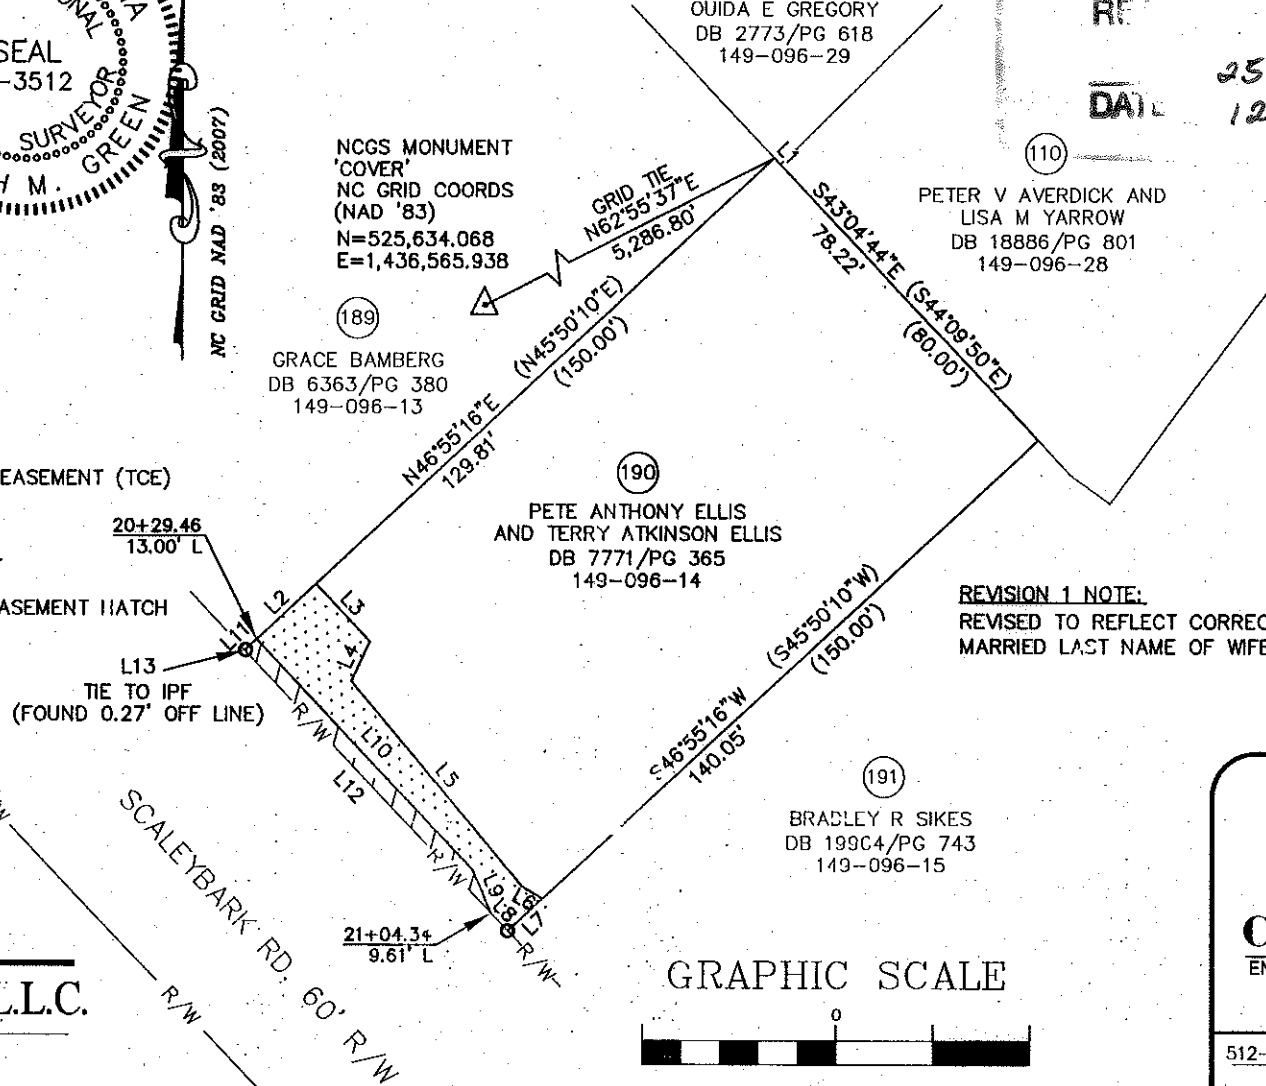 SEAL
-3512
SURVEYOR
GREEN
H M.
NC GRID NAD '83 (2007)
OUIDA E GREGORY
DB 2773/PG 618
149-096-29
25
DATE
12
NCGS MONUMENT
'COVER'
NC GRID COORDS
(NAD '83)
N=525,634.068
E=1,436,565.938
GRID TIE
N62°55'37"E
5,286.80'
L1
110
PETER V AVERDICK AND
LISA M YARROW
DB 18886/PG 801
149-096-28
S43°04'44"E (S44°09'50"E)
78.22' (80.00')
189
GRACE BAMBERG
DB 6363/PG 380
149-096-13
N46°55'16"E (N45°50'10"E)
129.81' (150.00')
190
PETE ANTHONY ELLIS
AND TERRY ATKINSON ELLIS
DB 7771/PG 365
149-096-14
EASEMENT (TCE)
20+29.46
13.00' L
ASEMENT HATCH
L2
L3
L4
L11
L13
TIE TO IPF
(FOUND 0.27' OFF LINE)
R/W
L10
L5
L12
R/W
L9
L6
L8
L7
R/W
21+04.34
9.61' L
S46°55'16"W (S45°50'10"W)
140.05' (150.00')
REVISION 1 NOTE:
REVISED TO REFLECT CORREC
MARRIED LAST NAME OF WIFE
191
BRADLEY R SIKES
DB 19904/PG 743
149-096-15
SCALEYBARK RD. 60' R/W
R/W
L.L.C.
GRAPHIC SCALE
0
C
EN
512-